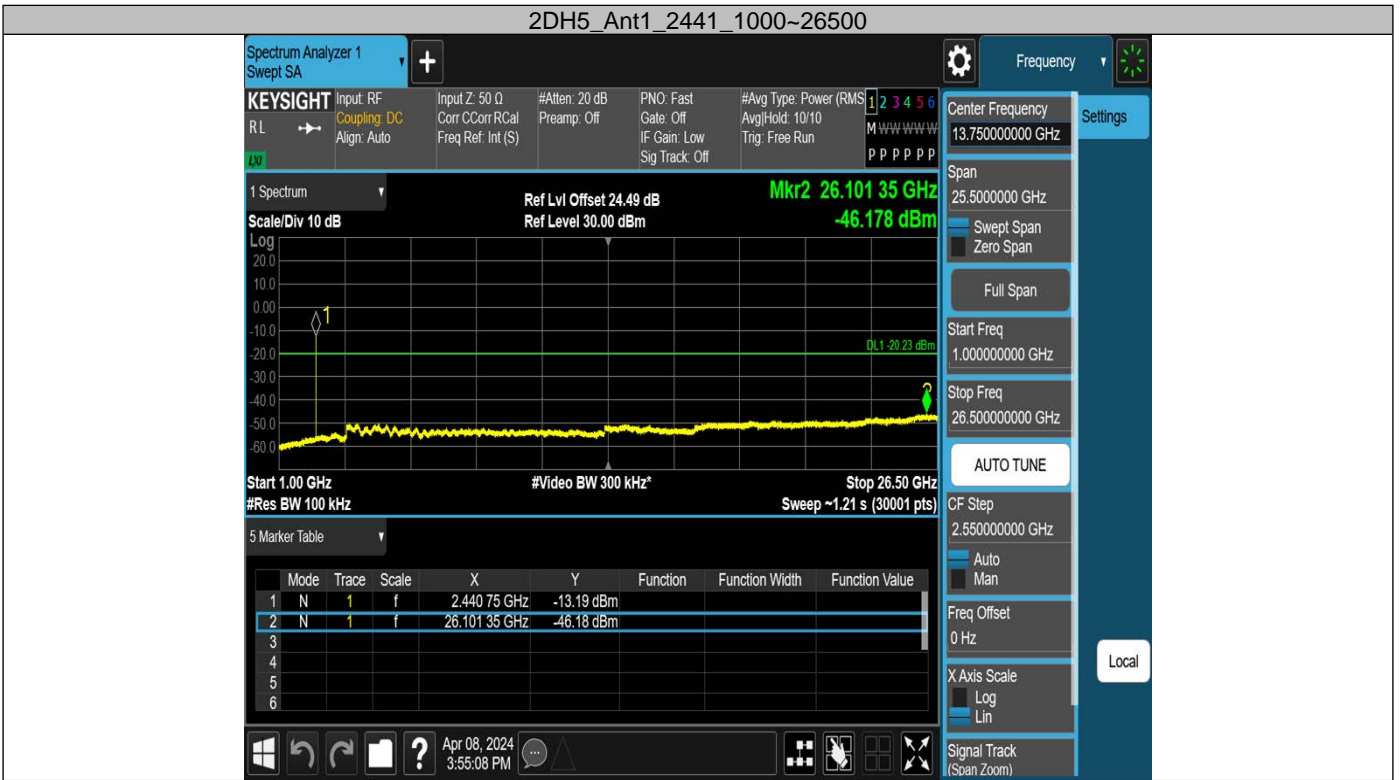 2DH5_Ant1_2441_1000~26500
Spectrum Analyzer 1
Swept SA
+
Frequency
KEYSIGHT
RL
LXI
Input: RF
Coupling: DC
Align: Auto
Input Z: 50 Ω
Corr CCorr RCal
Freq Ref: Int (S)
#Atten: 20 dB
Preamp: Off
PNO: Fast
Gate: Off
IF Gain: Low
Sig Track: Off
#Avg Type: Power (RMS
Avg|Hold: 10/10
Trig: Free Run
1 2 3 4 5 6
M W W W W W
P P P P P P
Center Frequency
13.750000000 GHz
Settings
1 Spectrum
Ref Lvl Offset 24.49 dB
Mkr2 26.101 35 GHz
Scale/Div 10 dB
Ref Level 30.00 dBm
-46.178 dBm
Log
20.0
10.0
0.00
-10.0
-20.0
-30.0
-40.0
-50.0
-60.0
1
DL1 -20.23 dBm
2
Start 1.00 GHz
#Video BW 300 kHz*
Stop 26.50 GHz
#Res BW 100 kHz
Sweep ~1.21 s (30001 pts)
Span
25.5000000 GHz
Swept Span
Zero Span
Full Span
Start Freq
1.000000000 GHz
Stop Freq
26.500000000 GHz
AUTO TUNE
CF Step
2.550000000 GHz
Auto
Man
Freq Offset
0 Hz
X Axis Scale
Log
Lin
Signal Track
(Span Zoom)
Local
5 Marker Table
Mode Trace Scale X Y Function Function Width Function Value
1 N 1 f 2.440 75 GHz -13.19 dBm
2 N 1 f 26.101 35 GHz -46.18 dBm
3
4
5
6
?
Apr 08, 2024
3:55:08 PM